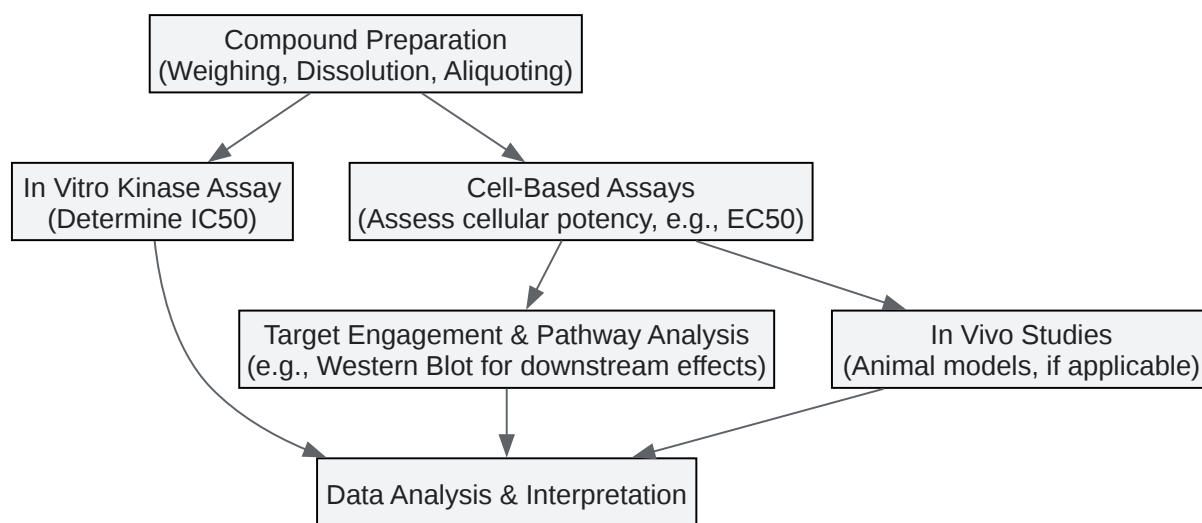 Compound Preparation
(Weighing, Dissolution, Aliquoting)
In Vitro Kinase Assay
(Determine IC50)
Cell-Based Assays
(Assess cellular potency, e.g., EC50)
Target Engagement & Pathway Analysis
(e.g., Western Blot for downstream effects)
In Vivo Studies
(Animal models, if applicable)
Data Analysis & Interpretation